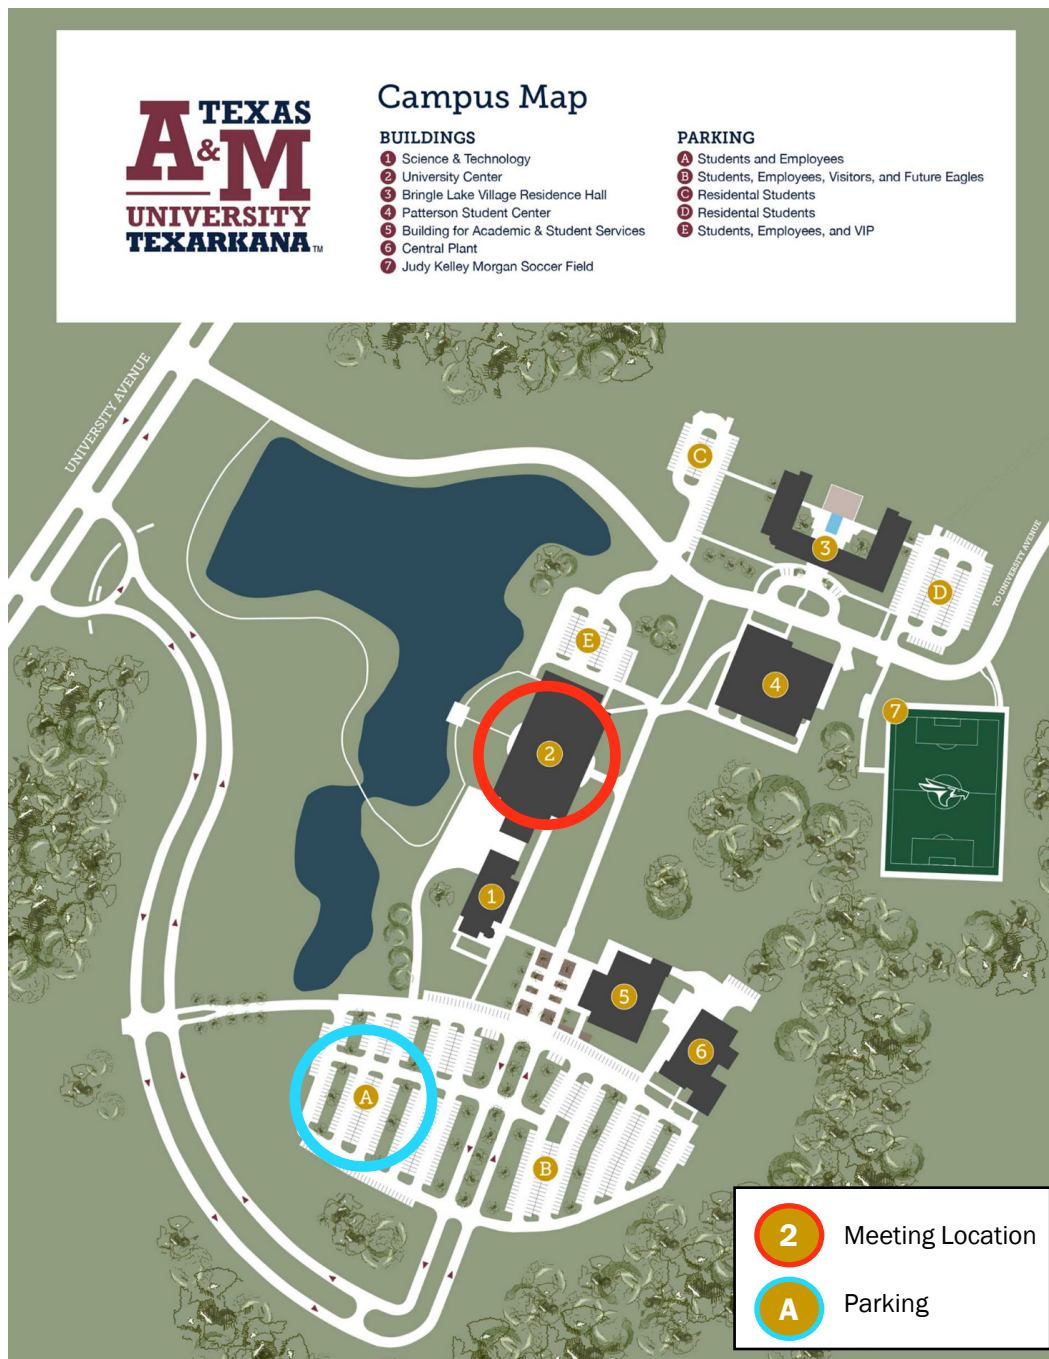 TEXAS
A&M
UNIVERSITY
TEXARKANA™
Campus Map
BUILDINGS
1 Science & Technology
2 University Center
3 Bringle Lake Village Residence Hall
4 Patterson Student Center
5 Building for Academic & Student Services
6 Central Plant
7 Judy Kelley Morgan Soccer Field
PARKING
A Students and Employees
B Students, Employees, Visitors, and Future Eagles
C Residental Students
D Residental Students
E Students, Employees, and VIP
UNIVERSITY AVENUE
C
3
D
TO UNIVERSITY AVENUE
E
4
7
2
1
5
6
A
B
2 Meeting Location
A Parking